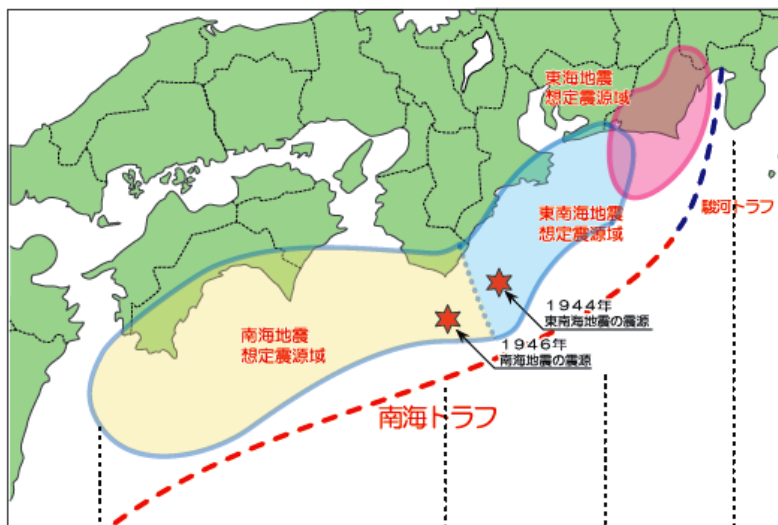 東海地震
想定震源域
駿河トラフ
東南海地震
想定震源域
１９４４年
東南海地震の震源
１９４６年
南海地震の震源
南海地震
想定震源域
南海トラフ